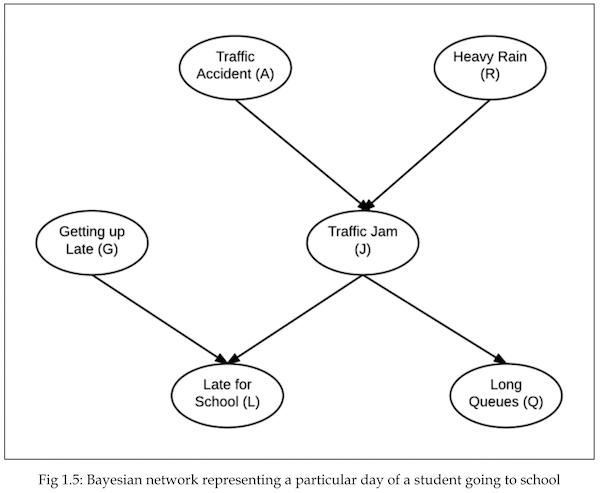 Traffic
Accident (A)
Heavy Rain
(R)
Getting up
Late (G)
Traffic Jam
(J)
Late for
School (L)
Long
Queues (Q)
Fig 1.5: Bayesian network representing a particular day of a student going to school